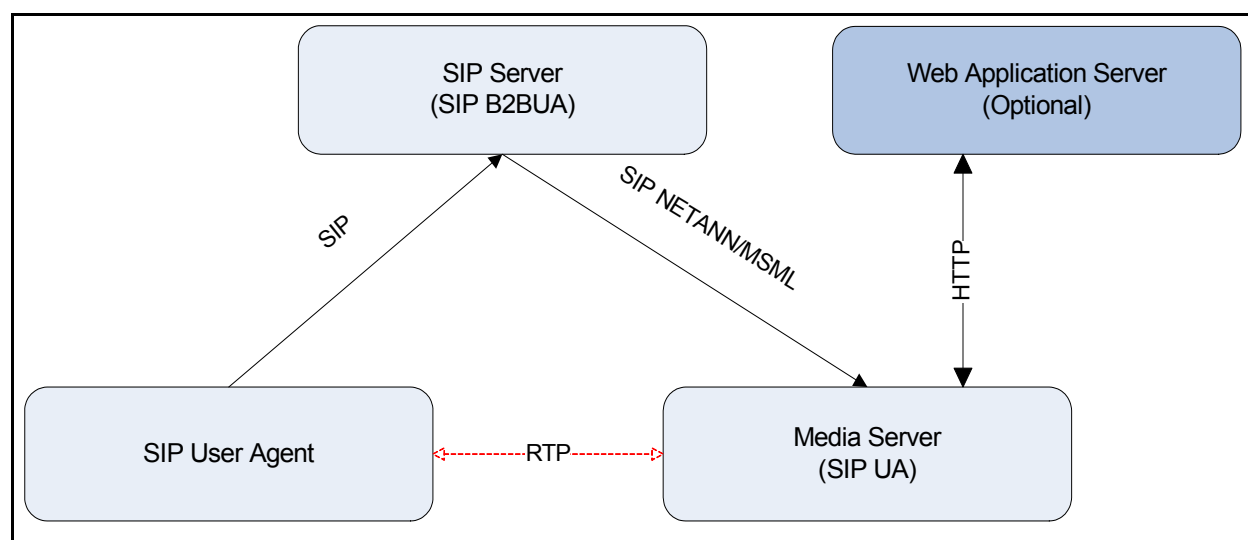 SIP Server
(SIP B2BUA)
Web Application Server
(Optional)
SIP
SIP NETANN/MSML
HTTP
SIP User Agent
RTP
Media Server
(SIP UA)